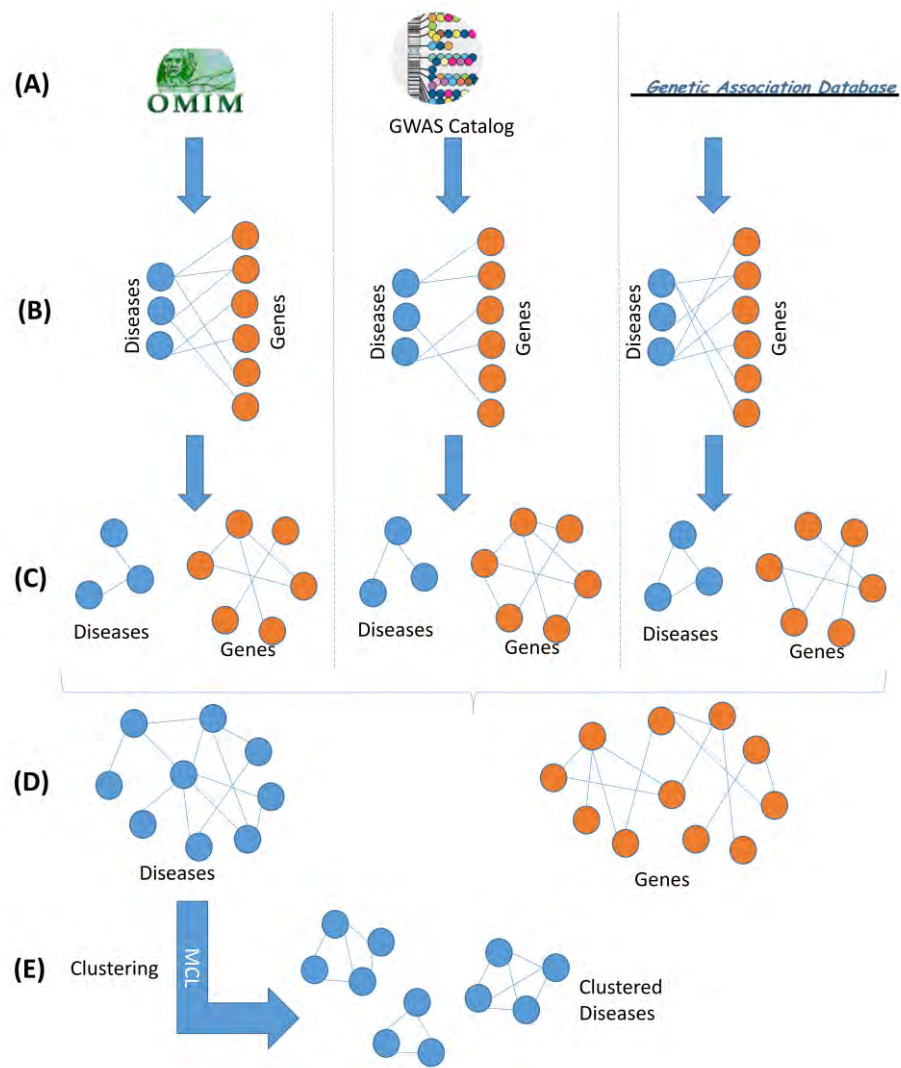 (A)
OMIM
GWAS Catalog
Genetic Association Database
(B)
Diseases
Genes
Diseases
Genes
Diseases
Genes
(C)
Diseases
Genes
Diseases
Genes
Diseases
Genes
(D)
Diseases
Genes
(E)
Clustering
MCL
Clustered
Diseases